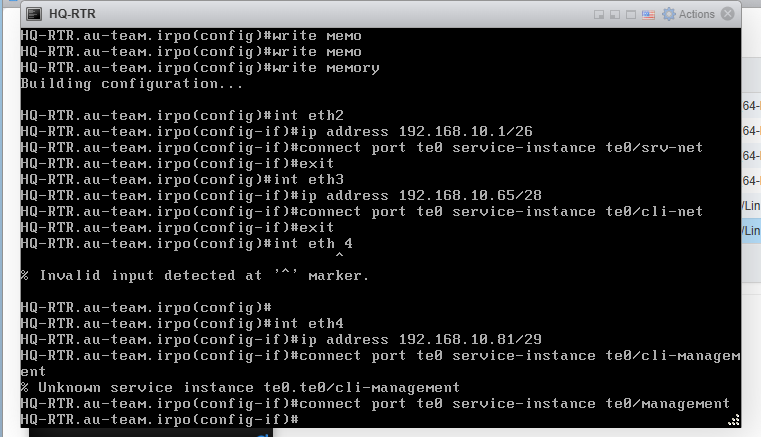 HQ-RTR
Actions
HQ-RTR.au-team.irpo(config)#write memo
HQ-RTR.au-team.irpo(config)#write memo
HQ-RTR.au-team.irpo(config)#write memory
Building configuration...
HQ-RTR.au-team.irpo(config)#int eth2
HQ-RTR.au-team.irpo(config-if)#ip address 192.168.10.1/26
HQ-RTR.au-team.irpo(config-if)#connect port te0 service-instance te0/srv-net
HQ-RTR.au-team.irpo(config-if)#exit
HQ-RTR.au-team.irpo(config)#int eth3
HQ-RTR.au-team.irpo(config-if)#ip address 192.168.10.65/28
HQ-RTR.au-team.irpo(config-if)#connect port te0 service-instance te0/cli-net
HQ-RTR.au-team.irpo(config-if)#exit
HQ-RTR.au-team.irpo(config)#int eth 4
^
% Invalid input detected at '^' marker.
HQ-RTR.au-team.irpo(config)#
HQ-RTR.au-team.irpo(config)#int eth4
HQ-RTR.au-team.irpo(config-if)#ip address 192.168.10.81/29
HQ-RTR.au-team.irpo(config-if)#connect port te0 service-instance te0/cli-managem
ent
% Unknown service instance te0.te0/cli-management
HQ-RTR.au-team.irpo(config-if)#connect port te0 service-instance te0/management
HQ-RTR.au-team.irpo(config-if)#
64-
64-
64-
64-
/Lin
/Lin